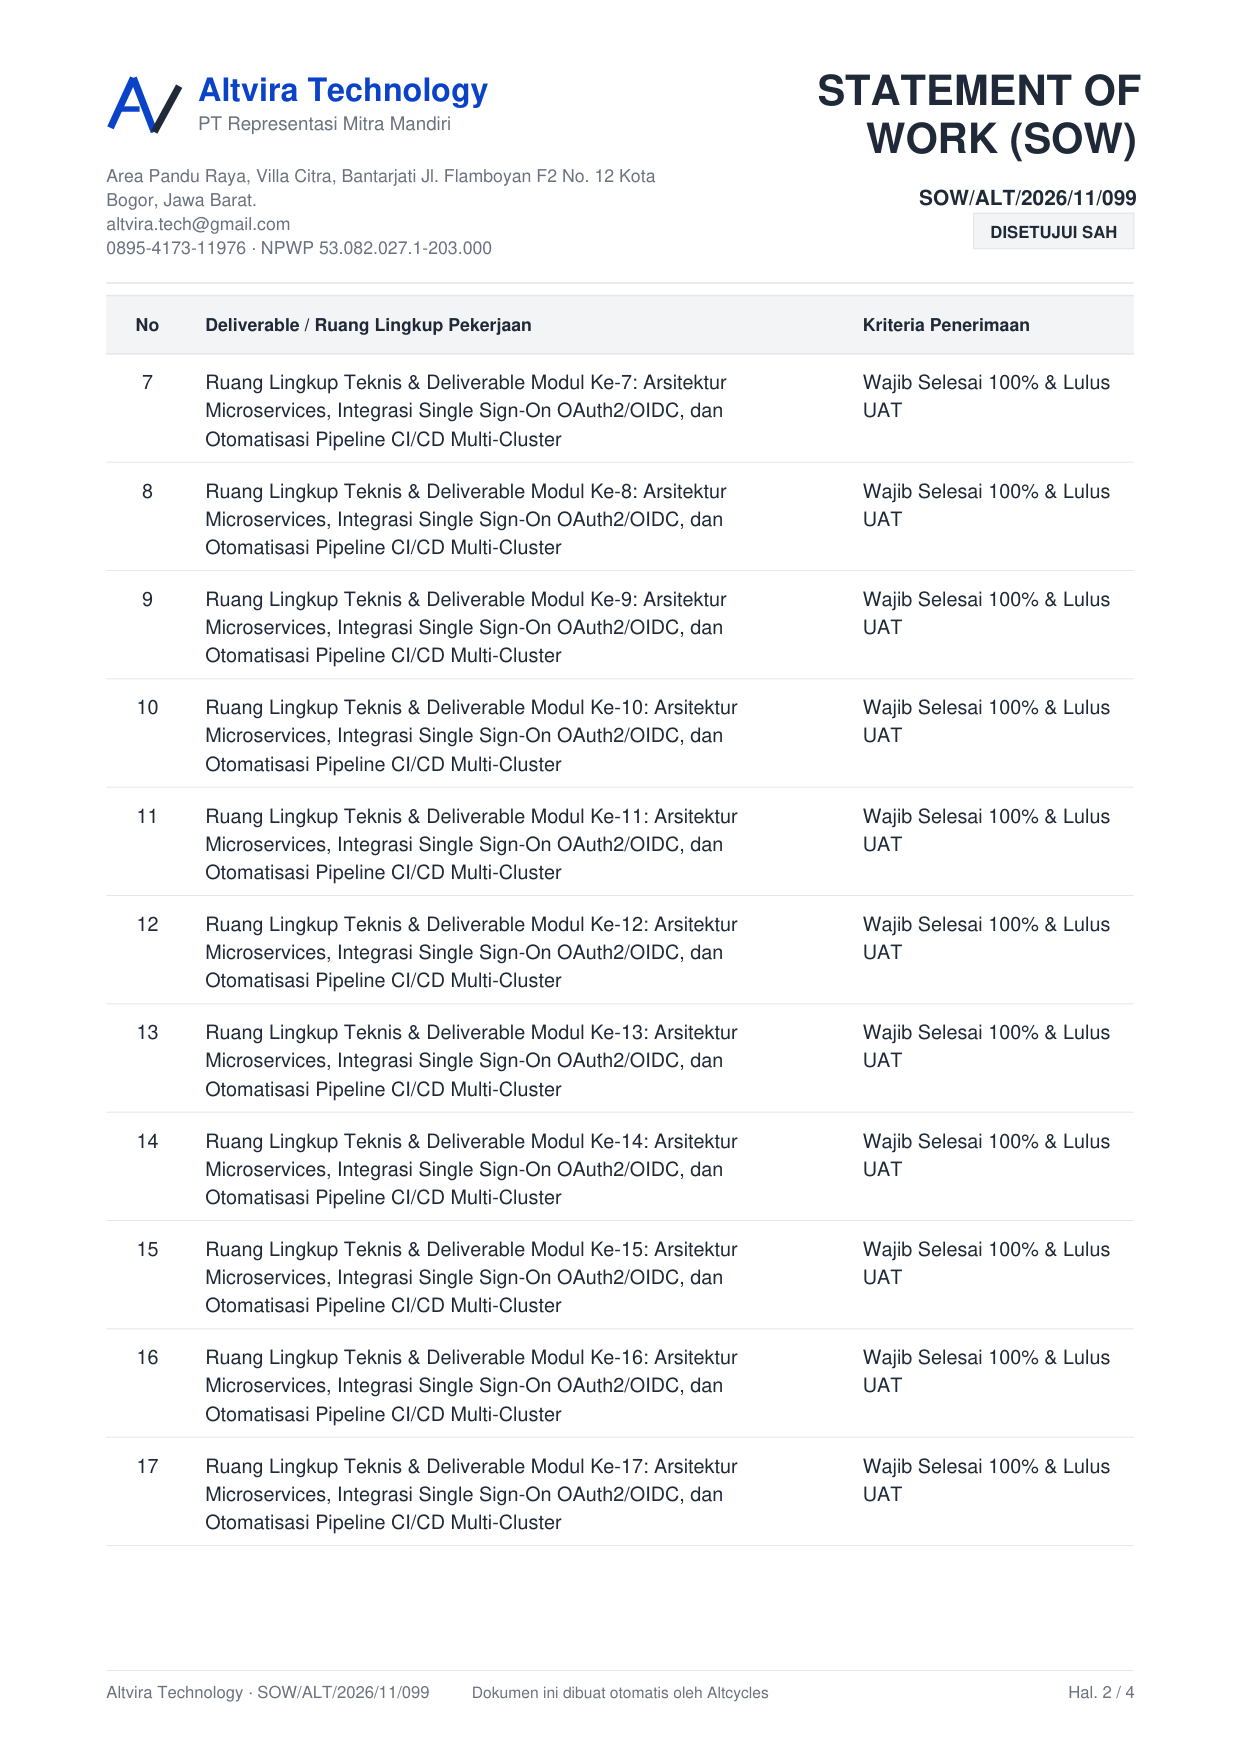 Altvira Technology
PT Representasi Mitra Mandiri
Area Pandu Raya, Villa Citra, Bantarjati Jl. Flamboyan F2 No. 12 Kota
Bogor, Jawa Barat.
altvira.tech@gmail.com
0895-4173-11976 · NPWP 53.082.027.1-203.000
STATEMENT OF
WORK (SOW)
SOW/ALT/2026/11/099
DISETUJUI SAH
No Deliverable / Ruang Lingkup Pekerjaan Kriteria Penerimaan
7 Ruang Lingkup Teknis & Deliverable Modul Ke-7: Arsitektur Wajib Selesai 100% & Lulus
Microservices, Integrasi Single Sign-On OAuth2/OIDC, dan UAT
Otomatisasi Pipeline CI/CD Multi-Cluster
8 Ruang Lingkup Teknis & Deliverable Modul Ke-8: Arsitektur Wajib Selesai 100% & Lulus
Microservices, Integrasi Single Sign-On OAuth2/OIDC, dan UAT
Otomatisasi Pipeline CI/CD Multi-Cluster
9 Ruang Lingkup Teknis & Deliverable Modul Ke-9: Arsitektur Wajib Selesai 100% & Lulus
Microservices, Integrasi Single Sign-On OAuth2/OIDC, dan UAT
Otomatisasi Pipeline CI/CD Multi-Cluster
10 Ruang Lingkup Teknis & Deliverable Modul Ke-10: Arsitektur Wajib Selesai 100% & Lulus
Microservices, Integrasi Single Sign-On OAuth2/OIDC, dan UAT
Otomatisasi Pipeline CI/CD Multi-Cluster
11 Ruang Lingkup Teknis & Deliverable Modul Ke-11: Arsitektur Wajib Selesai 100% & Lulus
Microservices, Integrasi Single Sign-On OAuth2/OIDC, dan UAT
Otomatisasi Pipeline CI/CD Multi-Cluster
12 Ruang Lingkup Teknis & Deliverable Modul Ke-12: Arsitektur Wajib Selesai 100% & Lulus
Microservices, Integrasi Single Sign-On OAuth2/OIDC, dan UAT
Otomatisasi Pipeline CI/CD Multi-Cluster
13 Ruang Lingkup Teknis & Deliverable Modul Ke-13: Arsitektur Wajib Selesai 100% & Lulus
Microservices, Integrasi Single Sign-On OAuth2/OIDC, dan UAT
Otomatisasi Pipeline CI/CD Multi-Cluster
14 Ruang Lingkup Teknis & Deliverable Modul Ke-14: Arsitektur Wajib Selesai 100% & Lulus
Microservices, Integrasi Single Sign-On OAuth2/OIDC, dan UAT
Otomatisasi Pipeline CI/CD Multi-Cluster
15 Ruang Lingkup Teknis & Deliverable Modul Ke-15: Arsitektur Wajib Selesai 100% & Lulus
Microservices, Integrasi Single Sign-On OAuth2/OIDC, dan UAT
Otomatisasi Pipeline CI/CD Multi-Cluster
16 Ruang Lingkup Teknis & Deliverable Modul Ke-16: Arsitektur Wajib Selesai 100% & Lulus
Microservices, Integrasi Single Sign-On OAuth2/OIDC, dan UAT
Otomatisasi Pipeline CI/CD Multi-Cluster
17 Ruang Lingkup Teknis & Deliverable Modul Ke-17: Arsitektur Wajib Selesai 100% & Lulus
Microservices, Integrasi Single Sign-On OAuth2/OIDC, dan UAT
Otomatisasi Pipeline CI/CD Multi-Cluster
Altvira Technology · SOW/ALT/2026/11/099 Dokumen ini dibuat otomatis oleh Altcycles Hal. 2 / 4